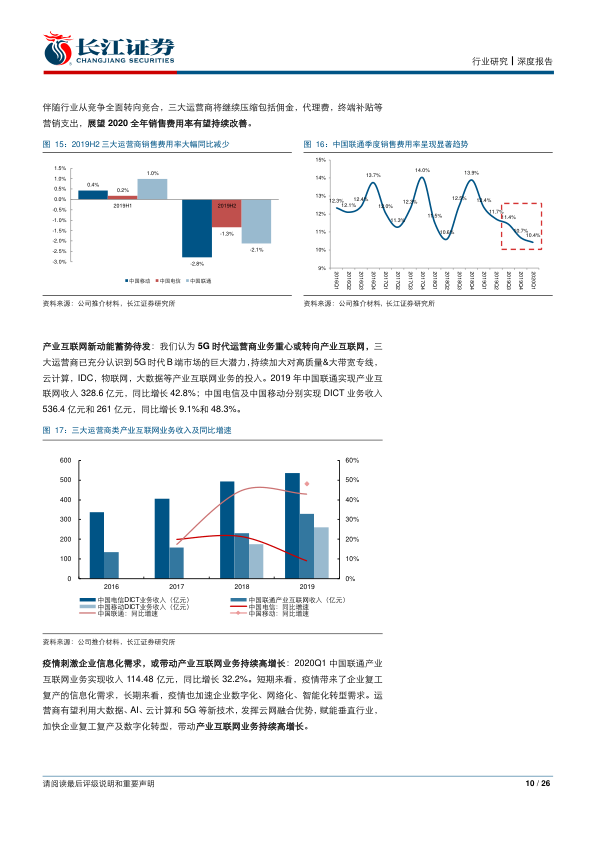 长江证券
CHANGJIANG SECURITIES
行业研究┃深度报告
伴随行业从竞争全面转向竞合，三大运营商将继续压缩包括佣金，代理费，终端补贴等
营销支出，展望 2020 全年销售费用率有望持续改善。
图 15：2019H2 三大运营商销售费用率大幅同比减少
1.5%
1.0%
0.5%
0.0%
-0.5%
-1.0%
-1.5%
-2.0%
-2.5%
-3.0%
0.4%
0.2%
1.0%
2019H1
2019H2
-2.8%
-1.3%
-2.1%
中国移动
中国电信
中国联通
资料来源：公司推介材料，长江证券研究所
图 16：中国联通季度销售费用率呈现显著趋势
15%
14%
13%
12%
11%
10%
9%
12.3%
12.1%
12.4%
13.7%
12.0%
11.3%
12.3%
14.0%
11.5%
10.6%
12.5%
13.9%
12.4%
11.7%
11.4%
10.7%
10.4%
2016Q1
2016Q2
2016Q3
2016Q4
2017Q1
2017Q2
2017Q3
2017Q4
2018Q1
2018Q2
2018Q3
2018Q4
2019Q1
2019Q2
2019Q3
2019Q4
2020Q1
资料来源：公司推介材料，长江证券研究所
产业互联网新动能蓄势待发：我们认为 5G 时代运营商业务重心或转向产业互联网，三
大运营商已充分认识到 5G 时代 B 端市场的巨大潜力，持续加大对高质量&大带宽专线，
云计算，IDC，物联网，大数据等产业互联网业务的投入。2019 年中国联通实现产业互
联网收入 328.6 亿元，同比增长 42.8%；中国电信及中国移动分别实现 DICT 业务收入
536.4 亿元和 261 亿元，同比增长 9.1%和 48.3%。
图 17：三大运营商类产业互联网业务收入及同比增速
600
500
400
300
200
100
0
60%
50%
40%
30%
20%
10%
0%
2016
2017
2018
2019
中国电信DICT业务收入（亿元）
中国联通产业互联网收入（亿元）
中国移动DICT业务收入（亿元）
中国电信：同比增速
中国联通：同比增速
中国移动：同比增速
资料来源：公司推介材料，长江证券研究所
疫情刺激企业信息化需求，或带动产业互联网业务持续高增长：2020Q1 中国联通产业
互联网业务实现收入 114.48 亿元，同比增长 32.2%。短期来看，疫情带来了企业复工
复产的信息化需求，长期来看，疫情也加速企业数字化、网络化、智能化转型需求。运
营商有望利用大数据、AI、云计算和 5G 等新技术，发挥云网融合优势，赋能垂直行业，
加快企业复工复产及数字化转型，带动产业互联网业务持续高增长。
请阅读最后评级说明和重要声明
10 / 26